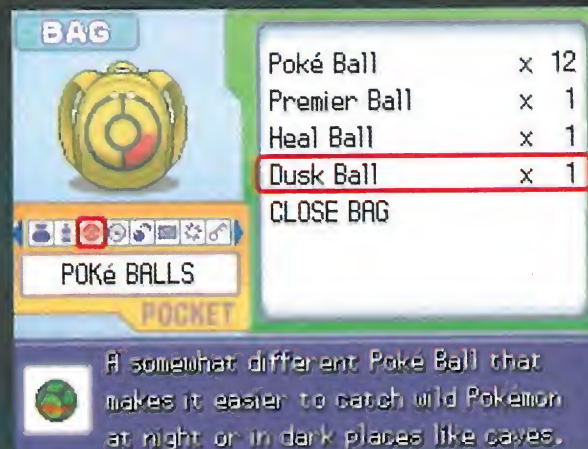 BAG
Poké Ball x 12
Premier Ball x 1
Heal Ball x 1
Dusk Ball x 1
CLOSE BAG
POKé BALLS
POCKET
A somewhat different Poké Ball that
makes it easier to catch wild Pokémon
at night or in dark places like caves.